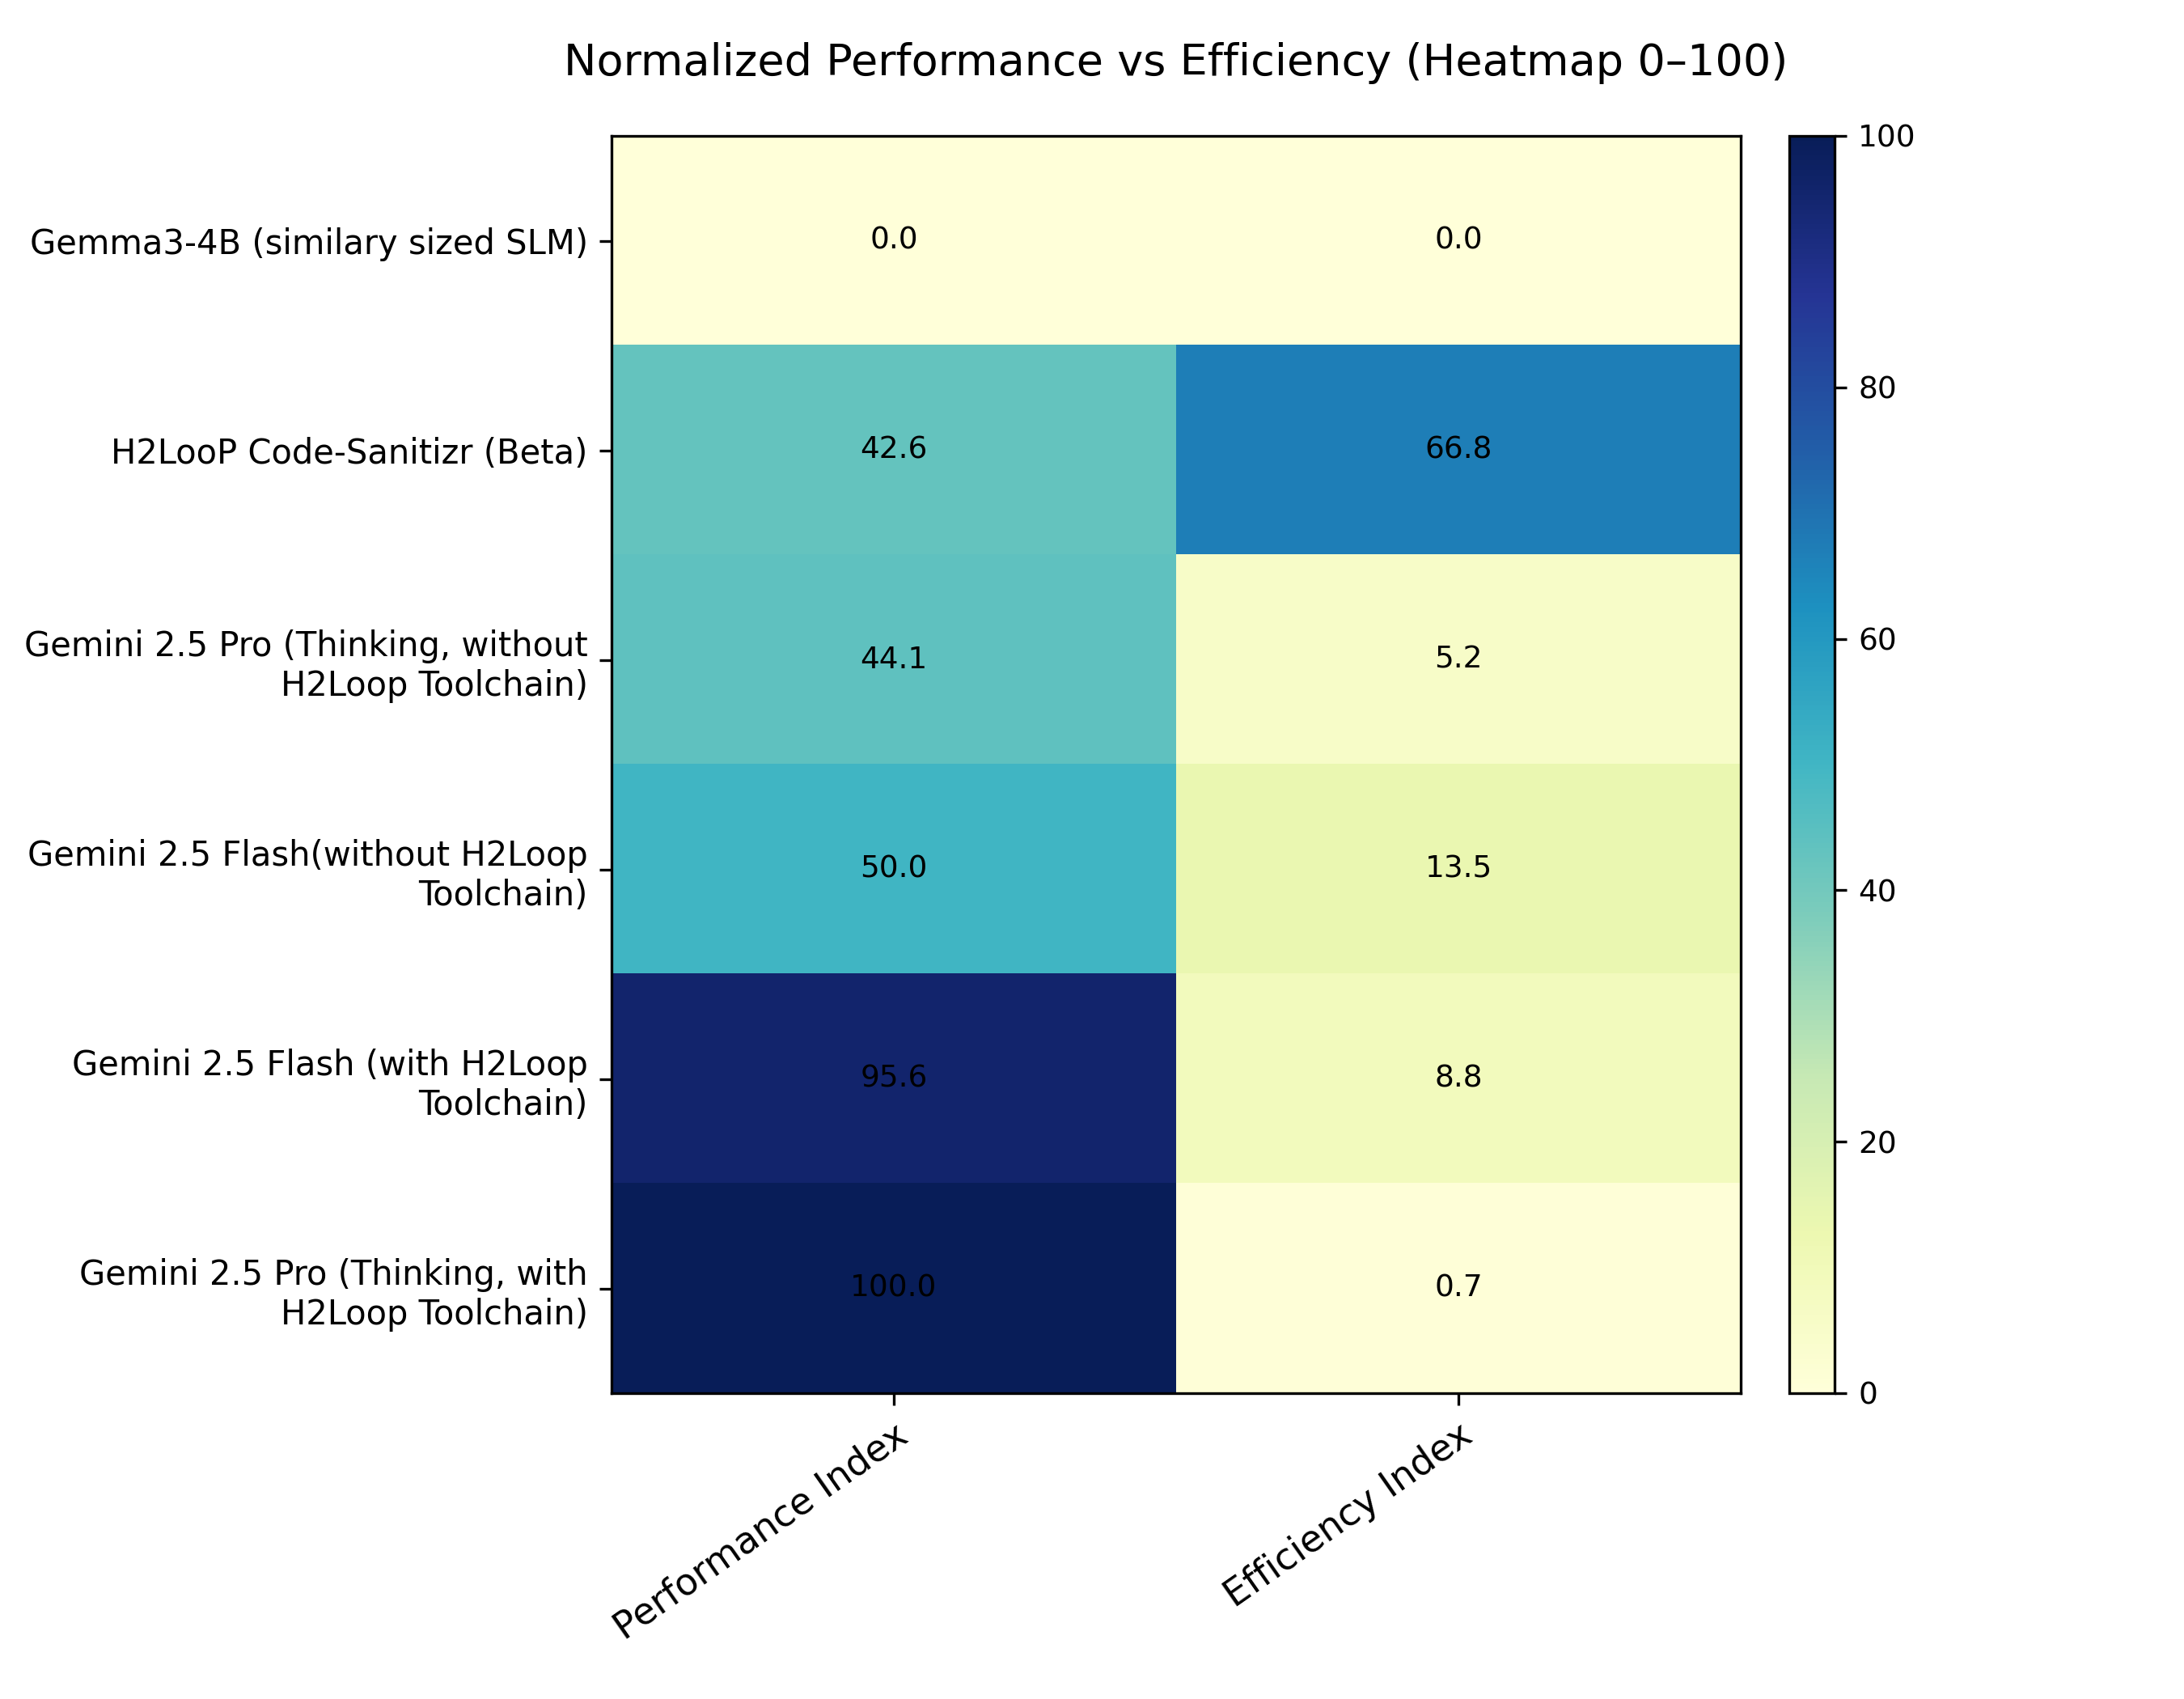 Normalized Performance vs Efficiency (Heatmap 0–100)
Gemma3-4B (similary sized SLM)
0.0
0.0
H2LooP Code-Sanitizr (Beta)
42.6
66.8
Gemini 2.5 Pro (Thinking, without
H2Loop Toolchain)
44.1
5.2
Gemini 2.5 Flash(without H2Loop
Toolchain)
50.0
13.5
Gemini 2.5 Flash (with H2Loop
Toolchain)
95.6
8.8
Gemini 2.5 Pro (Thinking, with
H2Loop Toolchain)
100.0
0.7
Performance Index
Efficiency Index
100
80
60
40
20
0